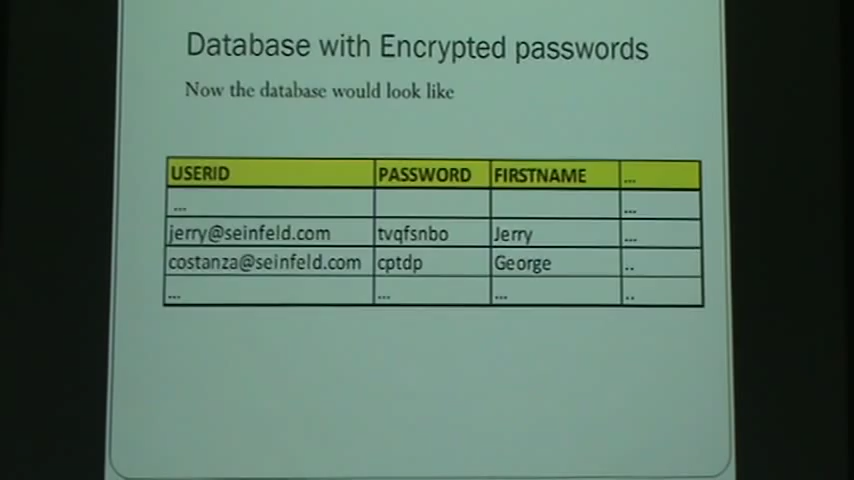 Database with Encrypted passwords
Now the database would look like
USERID PASSWORD FIRSTNAME ...
... ...
jerry@seinfeld.com tvqfsnbo Jerry ...
costanza@seinfeld.com cptdp George ..
... ... ... ..